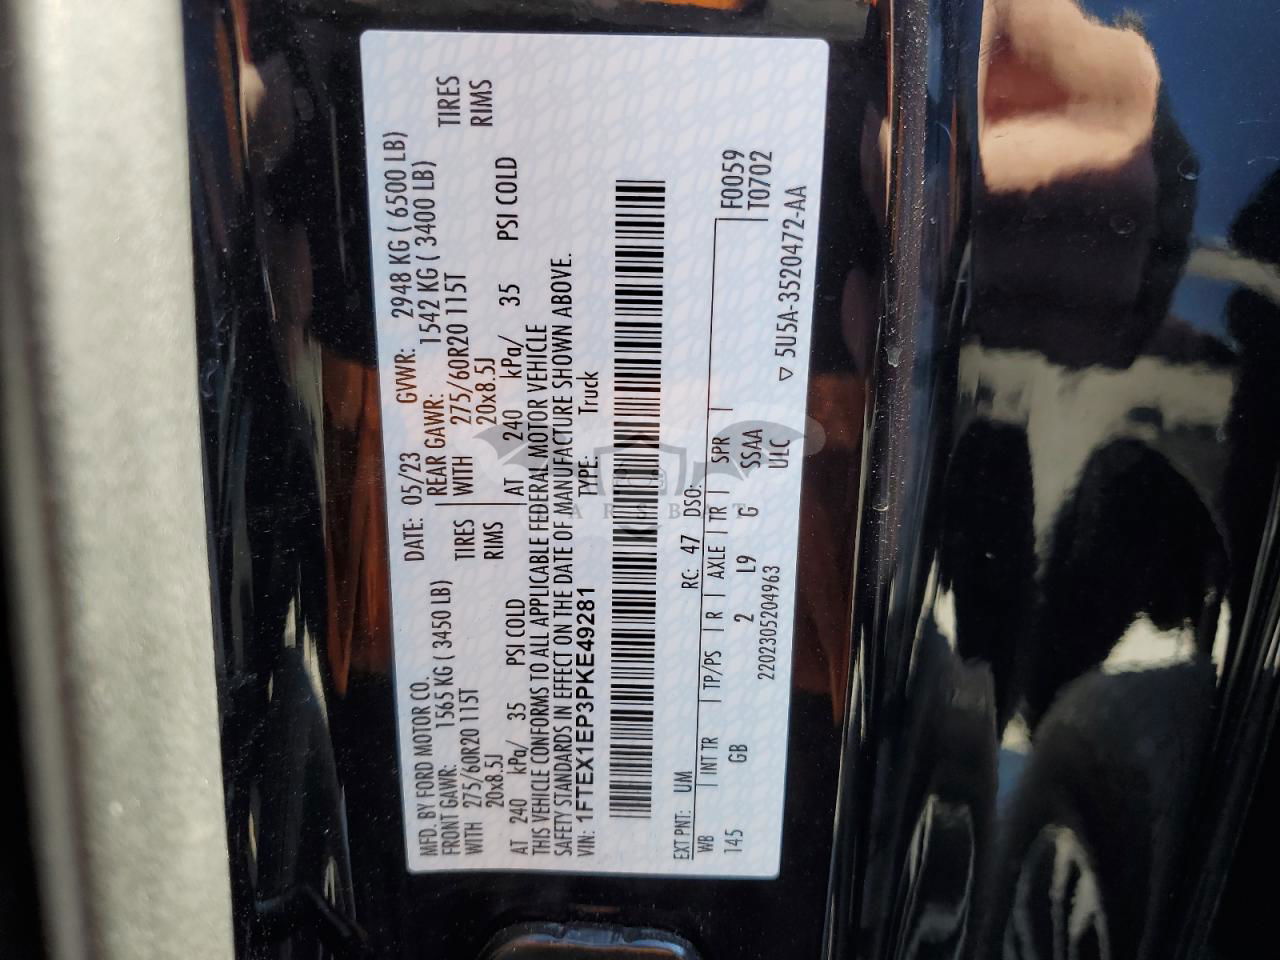 MFD. BY FORD MOTOR CO. DATE: 05/23 GVWR: 2948 KG ( 6500 LB)
FRONT GAWR: 1565 KG ( 3450 LB) REAR GAWR: 1542 KG ( 3400 LB)
WITH 275/60R20 115T TIRES WITH 275/60R20 115T TIRES
20x8.5J RIMS 20x8.5J RIMS
AT 240 kPa/ 35 PSI COLD AT 240 kPa/ 35 PSI COLD
THIS VEHICLE CONFORMS TO ALL APPLICABLE FEDERAL MOTOR VEHICLE
SAFETY STANDARDS IN EFFECT ON THE DATE OF MANUFACTURE SHOWN ABOVE.
VIN: 1FTEX1EP3PKE49281 TYPE: Truck
EXT PNT: UM RC: 47 DSO: F0059
WB INT TR TP/PS R AXLE TR SPR T0702
145 GB 2 L9 G SSAA
2202305204963 ULC ▽ 5U5A-3520472-AA